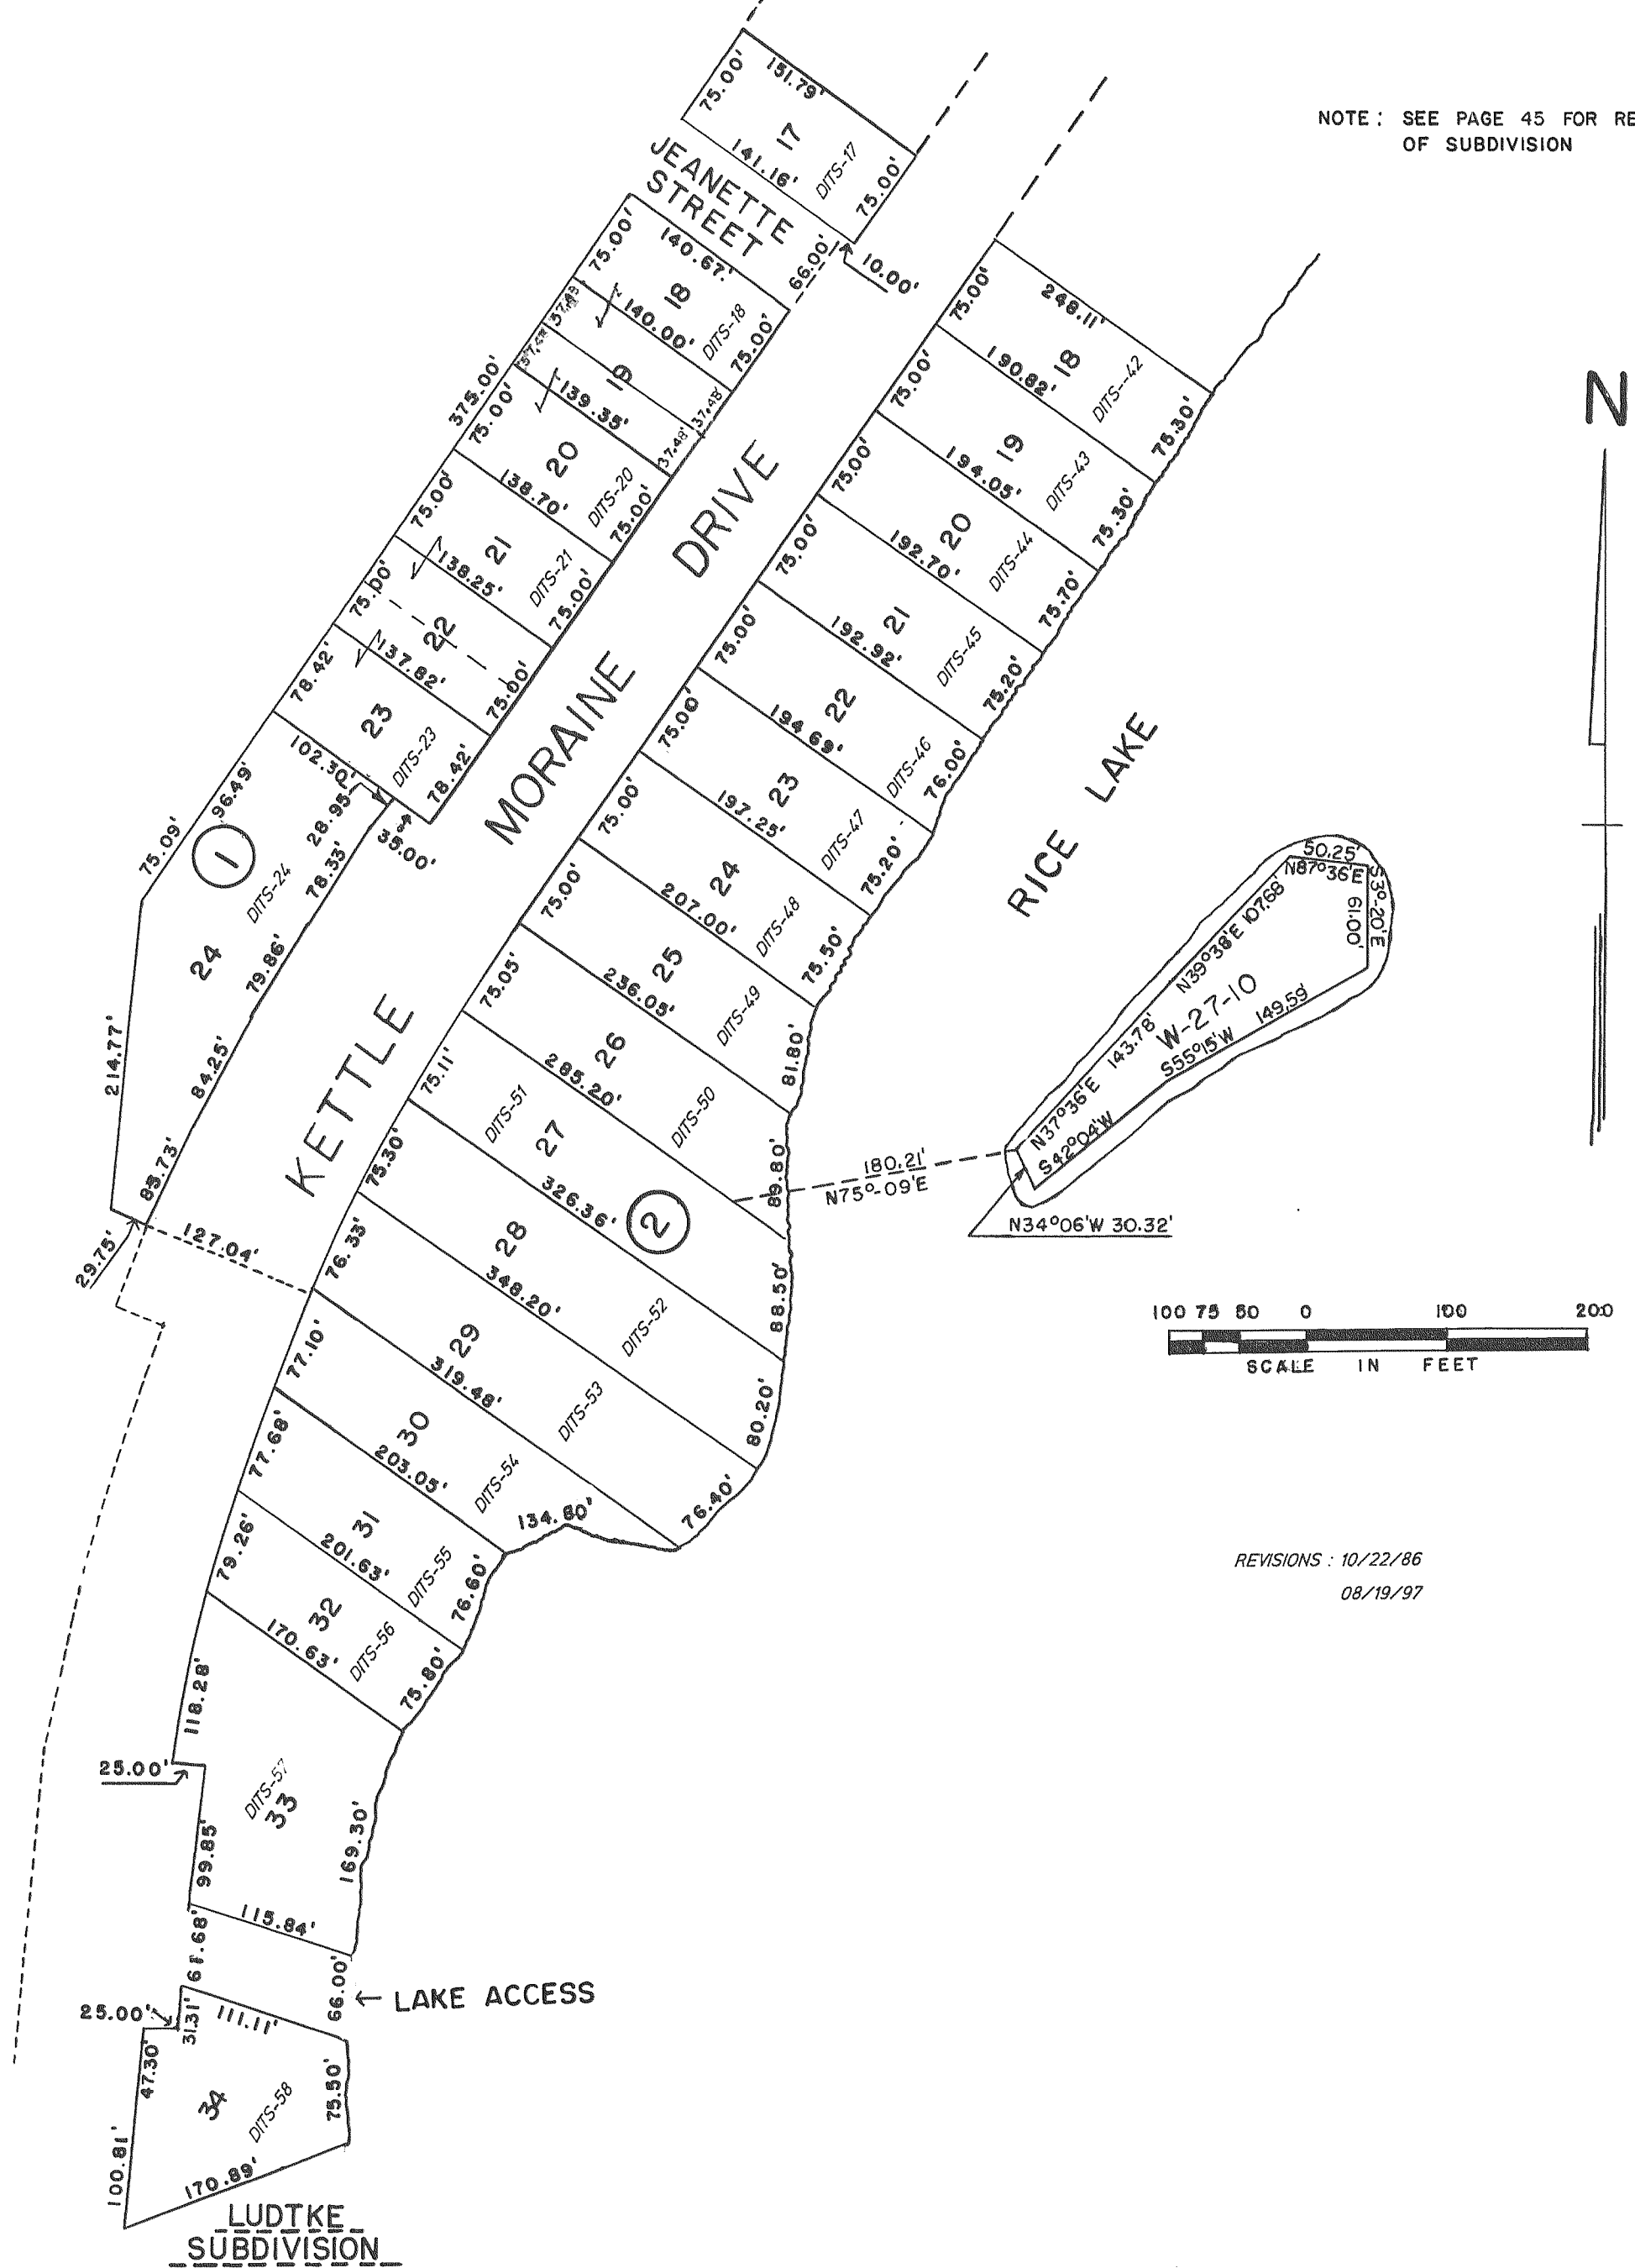 NOTE : SEE PAGE 45 FOR RE
OF SUBDIVISION
75.00'
151.79'
17
141.16'
DITS-17
75.00'
JEANETTE
STREET
66.00'
10.00'
75.00'
140.67'
18
140.00'
DITS-18
75.00'
37.48'
19
139.35'
37.48'
37.48'
375.00'
75.00'
20
138.70'
DITS-20
75.00'
75.00'
21
138.25'
DITS-21
75.00'
75.00'
22
137.82'
75.00'
78.42'
23
102.30'
DITS-23
78.42'
28.95'
35.00'
96.49'
75.09'
1
DITS-24
24
78.33'
79.86'
84.25'
85.73'
214.77'
29.75'
127.04'
KETTLE MORAINE DRIVE
75.00'
248.11'
18
190.82'
DITS--42
75.30'
75.00'
19
194.05'
DITS-43
75.30'
75.00'
20
192.70'
DITS-44
75.70'
75.00'
21
192.92'
DITS-45
75.20'
75.00'
22
194.69'
DITS-46
76.00'
75.00'
23
197.25'
DITS-47
75.20'
75.00'
24
207.00'
DITS-48
75.50'
75.00'
25
236.05'
DITS-49
81.80'
75.05'
26
285.20'
DITS-50
89.80'
75.11'
DITS-51
27
326.36'
2
88.50'
75.30'
28
348.20'
DITS-52
80.20'
76.33'
29
319.48'
DITS-53
76.40'
77.10'
30
203.05'
DITS-54
134.80'
77.68'
31
201.63'
DITS-55
76.60'
79.26'
32
170.63'
DITS-56
75.80'
118.28'
25.00'
DITS-57
33
99.85'
169.30'
115.84'
61.68'
66.00'
← LAKE ACCESS
25.00'
31.31'
111.11'
47.30'
34
DITS-58
75.50'
100.81'
170.89'
LUDTKE
SUBDIVISION
RICE LAKE
50.25'
N87°36'E
S3°-20'E
61.00'
N39°38'E 107.68'
W-27-10
143.78'
N37°36'E
S55°15'W 149.59'
S42°04'W
180.21'
N75°-09'E
N34°06'W 30.32'
N
100 75 50 0 100 200
SCALE IN FEET
REVISIONS : 10/22/86
08/19/97